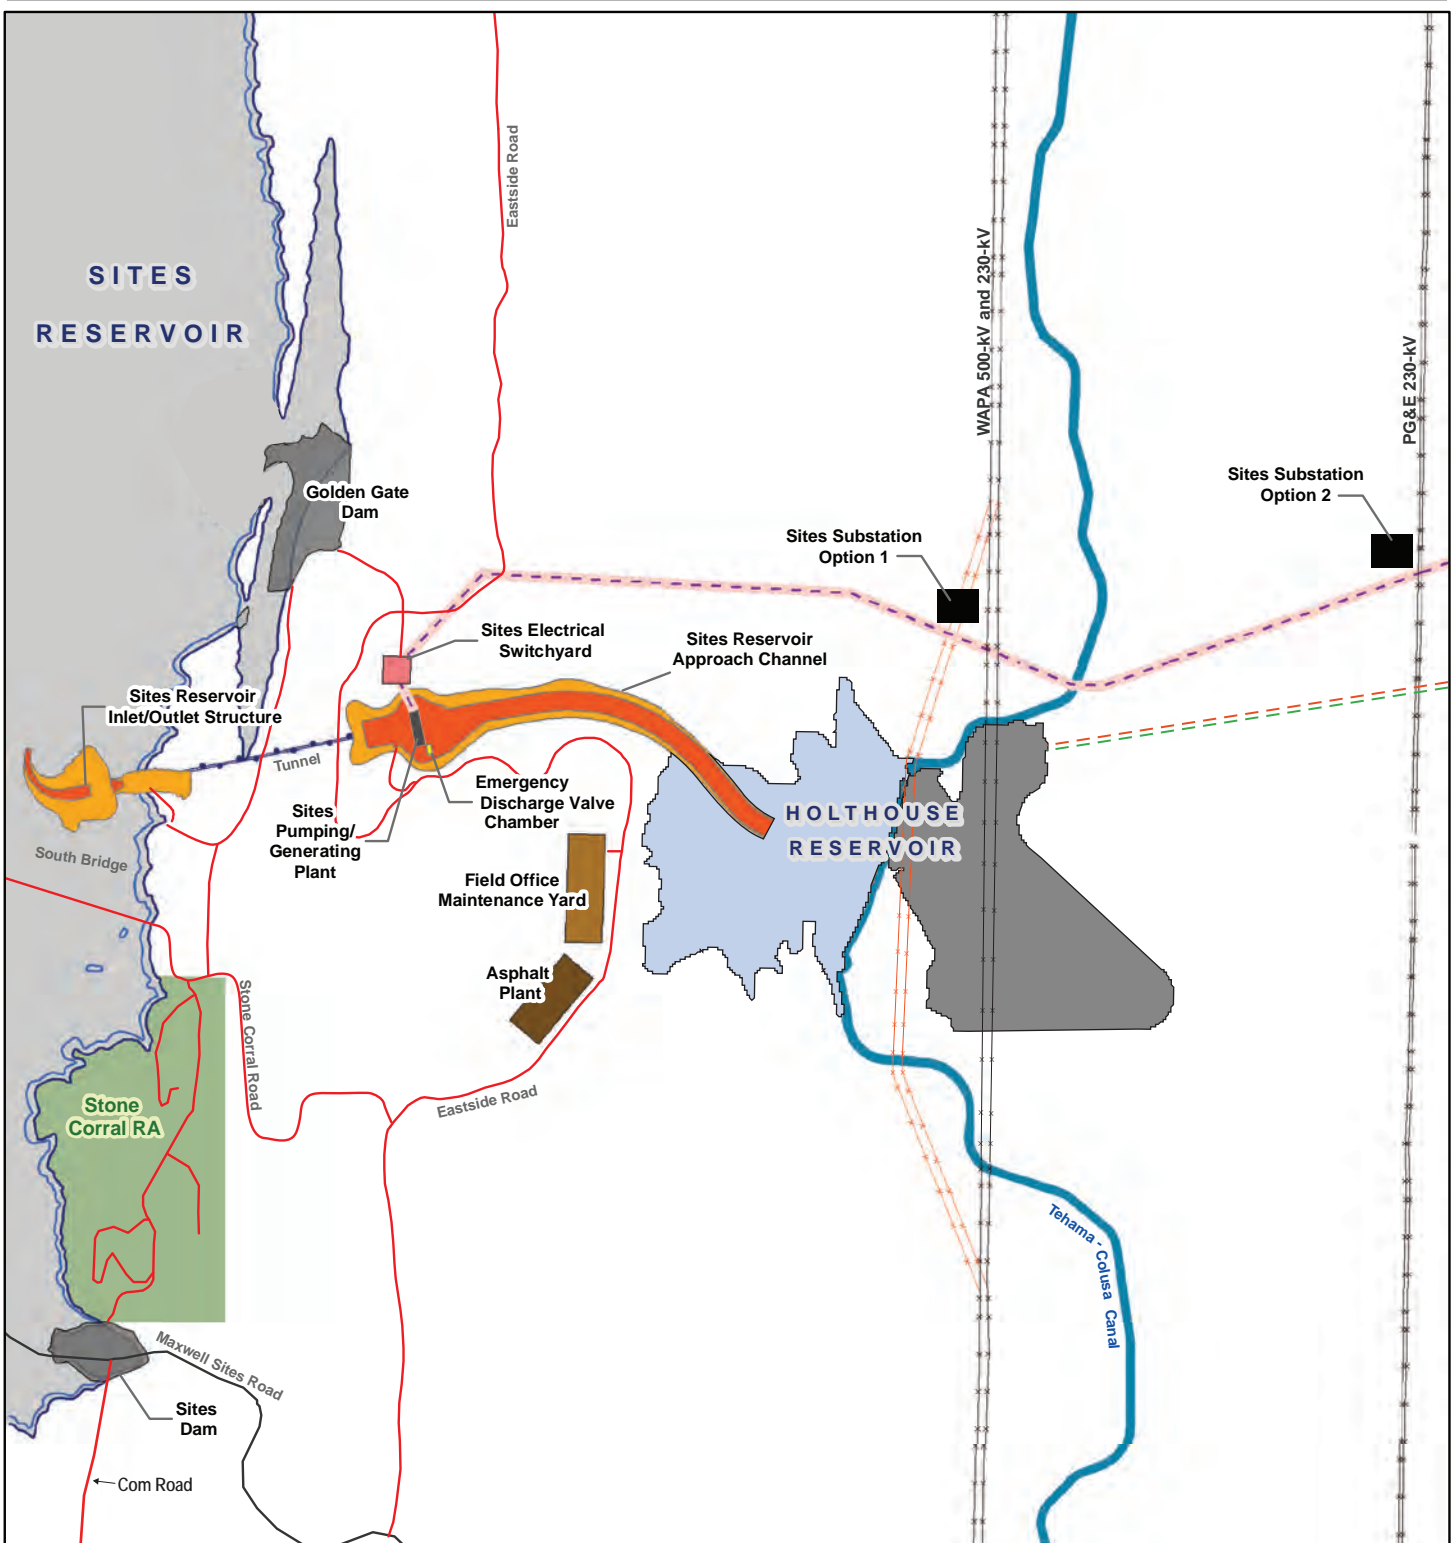 Eastside Road
SITES
RESERVOIR
WAPA 500-kV and 230-kV
PG&E 230-kV
Golden Gate
Dam
Sites Substation
Option 2
Sites Substation
Option 1
Sites Electrical
Switchyard
Sites Reservoir
Approach Channel
Sites Reservoir
Inlet/Outlet Structure
Tunnel
Emergency
Discharge Valve
Chamber
Sites
Pumping/
Generating
Plant
HOLTHOUSE
RESERVOIR
South Bridge
Field Office
Maintenance Yard
Asphalt
Plant
Stone Corral Road
Stone
Corral RA
Eastside Road
Tehama - Colusa Canal
Maxwell Sites Road
Sites
Dam
Com Road